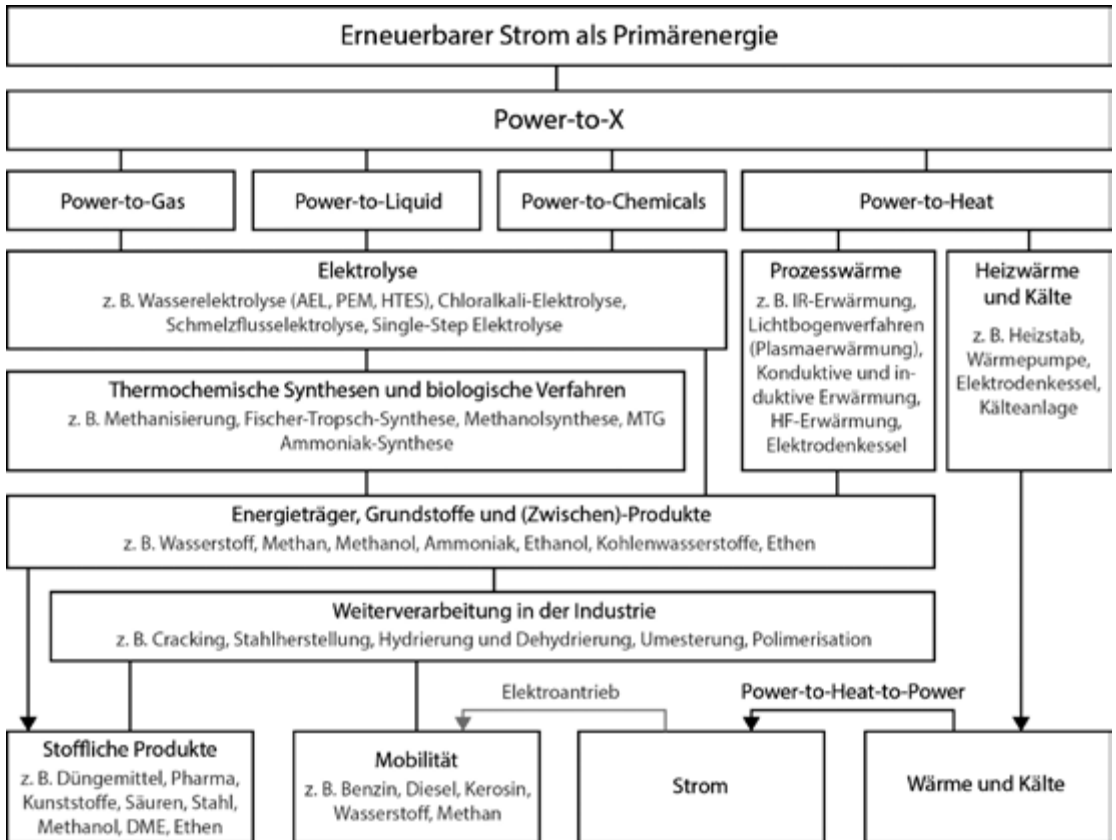 Erneuerbarer Strom als Primärenergie
Power-to-X
Power-to-Gas
Power-to-Liquid
Power-to-Chemicals
Power-to-Heat
Elektrolyse
z. B. Wasserelektrolyse (AEL, PEM, HTES), Chloralkali-Elektrolyse,
Schmelzflusselektrolyse, Single-Step Elektrolyse
Prozesswärme
z. B. IR-Erwärmung,
Lichtbogenverfahren
(Plasmaerwärmung),
Konduktive und in-
duktive Erwärmung,
HF-Erwärmung,
Elektrodenkessel
Heizwärme
und Kälte
z. B. Heizstab,
Wärmepumpe,
Elektrodenkessel,
Kälteanlage
Thermochemische Synthesen und biologische Verfahren
z. B. Methanisierung, Fischer-Tropsch-Synthese, Methanolsynthese, MTG
Ammoniak-Synthese
Energieträger, Grundstoffe und (Zwischen)-Produkte
z. B. Wasserstoff, Methan, Methanol, Ammoniak, Ethanol, Kohlenwasserstoffe, Ethen
Weiterverarbeitung in der Industrie
z. B. Cracking, Stahlherstellung, Hydrierung und Dehydrierung, Umesterung, Polimerisation
Elektroantrieb
Power-to-Heat-to-Power
Stoffliche Produkte
z. B. Düngemittel, Pharma,
Kunststoffe, Säuren, Stahl,
Methanol, DME, Ethen
Mobilität
z. B. Benzin, Diesel, Kerosin,
Wasserstoff, Methan
Strom
Wärme und Kälte